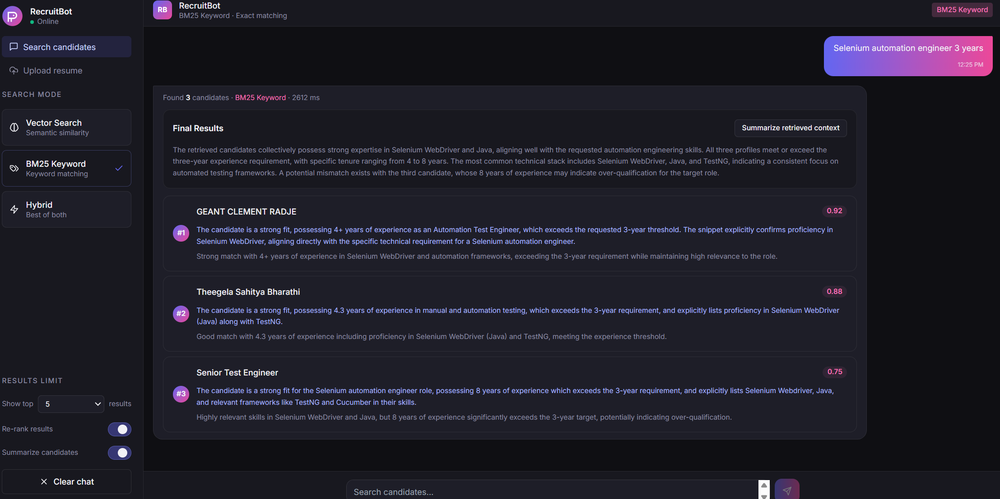 RecruitBot
Online
Search candidates
Upload resume
SEARCH MODE
Vector Search
Semantic similarity
BM25 Keyword
Keyword matching
Hybrid
Best of both
RESULTS LIMIT
Show top 5 results
Re-rank results
Summarize candidates
Clear chat
RB
RecruitBot
BM25 Keyword · Exact matching
BM25 Keyword
Selenium automation engineer 3 years
12:25 PM
Found 3 candidates · BM25 Keyword · 2612 ms
Final Results
Summarize retrieved context
The retrieved candidates collectively possess strong expertise in Selenium WebDriver and Java, aligning well with the requested automation engineering skills. All three profiles meet or exceed the
three-year experience requirement, with specific tenure ranging from 4 to 8 years. The most common technical stack includes Selenium WebDriver, Java, and TestNG, indicating a consistent focus on
automated testing frameworks. A potential mismatch exists with the third candidate, whose 8 years of experience may indicate over-qualification for the target role.
GEANT CLEMENT RADJE
0.92
#1
The candidate is a strong fit, possessing 4+ years of experience as an Automation Test Engineer, which exceeds the requested 3-year threshold. The snippet explicitly confirms proficiency in
Selenium WebDriver, aligning directly with the specific technical requirement for a Selenium automation engineer.
Strong match with 4+ years of experience in Selenium WebDriver and automation frameworks, exceeding the 3-year requirement while maintaining high relevance to the role.
Theegela Sahitya Bharathi
0.88
#2
The candidate is a strong fit, possessing 4.3 years of experience in manual and automation testing, which exceeds the 3-year requirement, and explicitly lists proficiency in Selenium WebDriver
(Java) along with TestNG.
Good match with 4.3 years of experience including proficiency in Selenium WebDriver (Java) and TestNG, meeting the experience threshold.
Senior Test Engineer
0.75
#3
The candidate is a strong fit for the Selenium automation engineer role, possessing 8 years of experience which exceeds the 3-year requirement, and explicitly lists Selenium Webdriver, Java,
and relevant frameworks like TestNG and Cucumber in their skills.
Highly relevant skills in Selenium WebDriver and Java, but 8 years of experience significantly exceeds the 3-year target, potentially indicating over-qualification.
Search candidates...